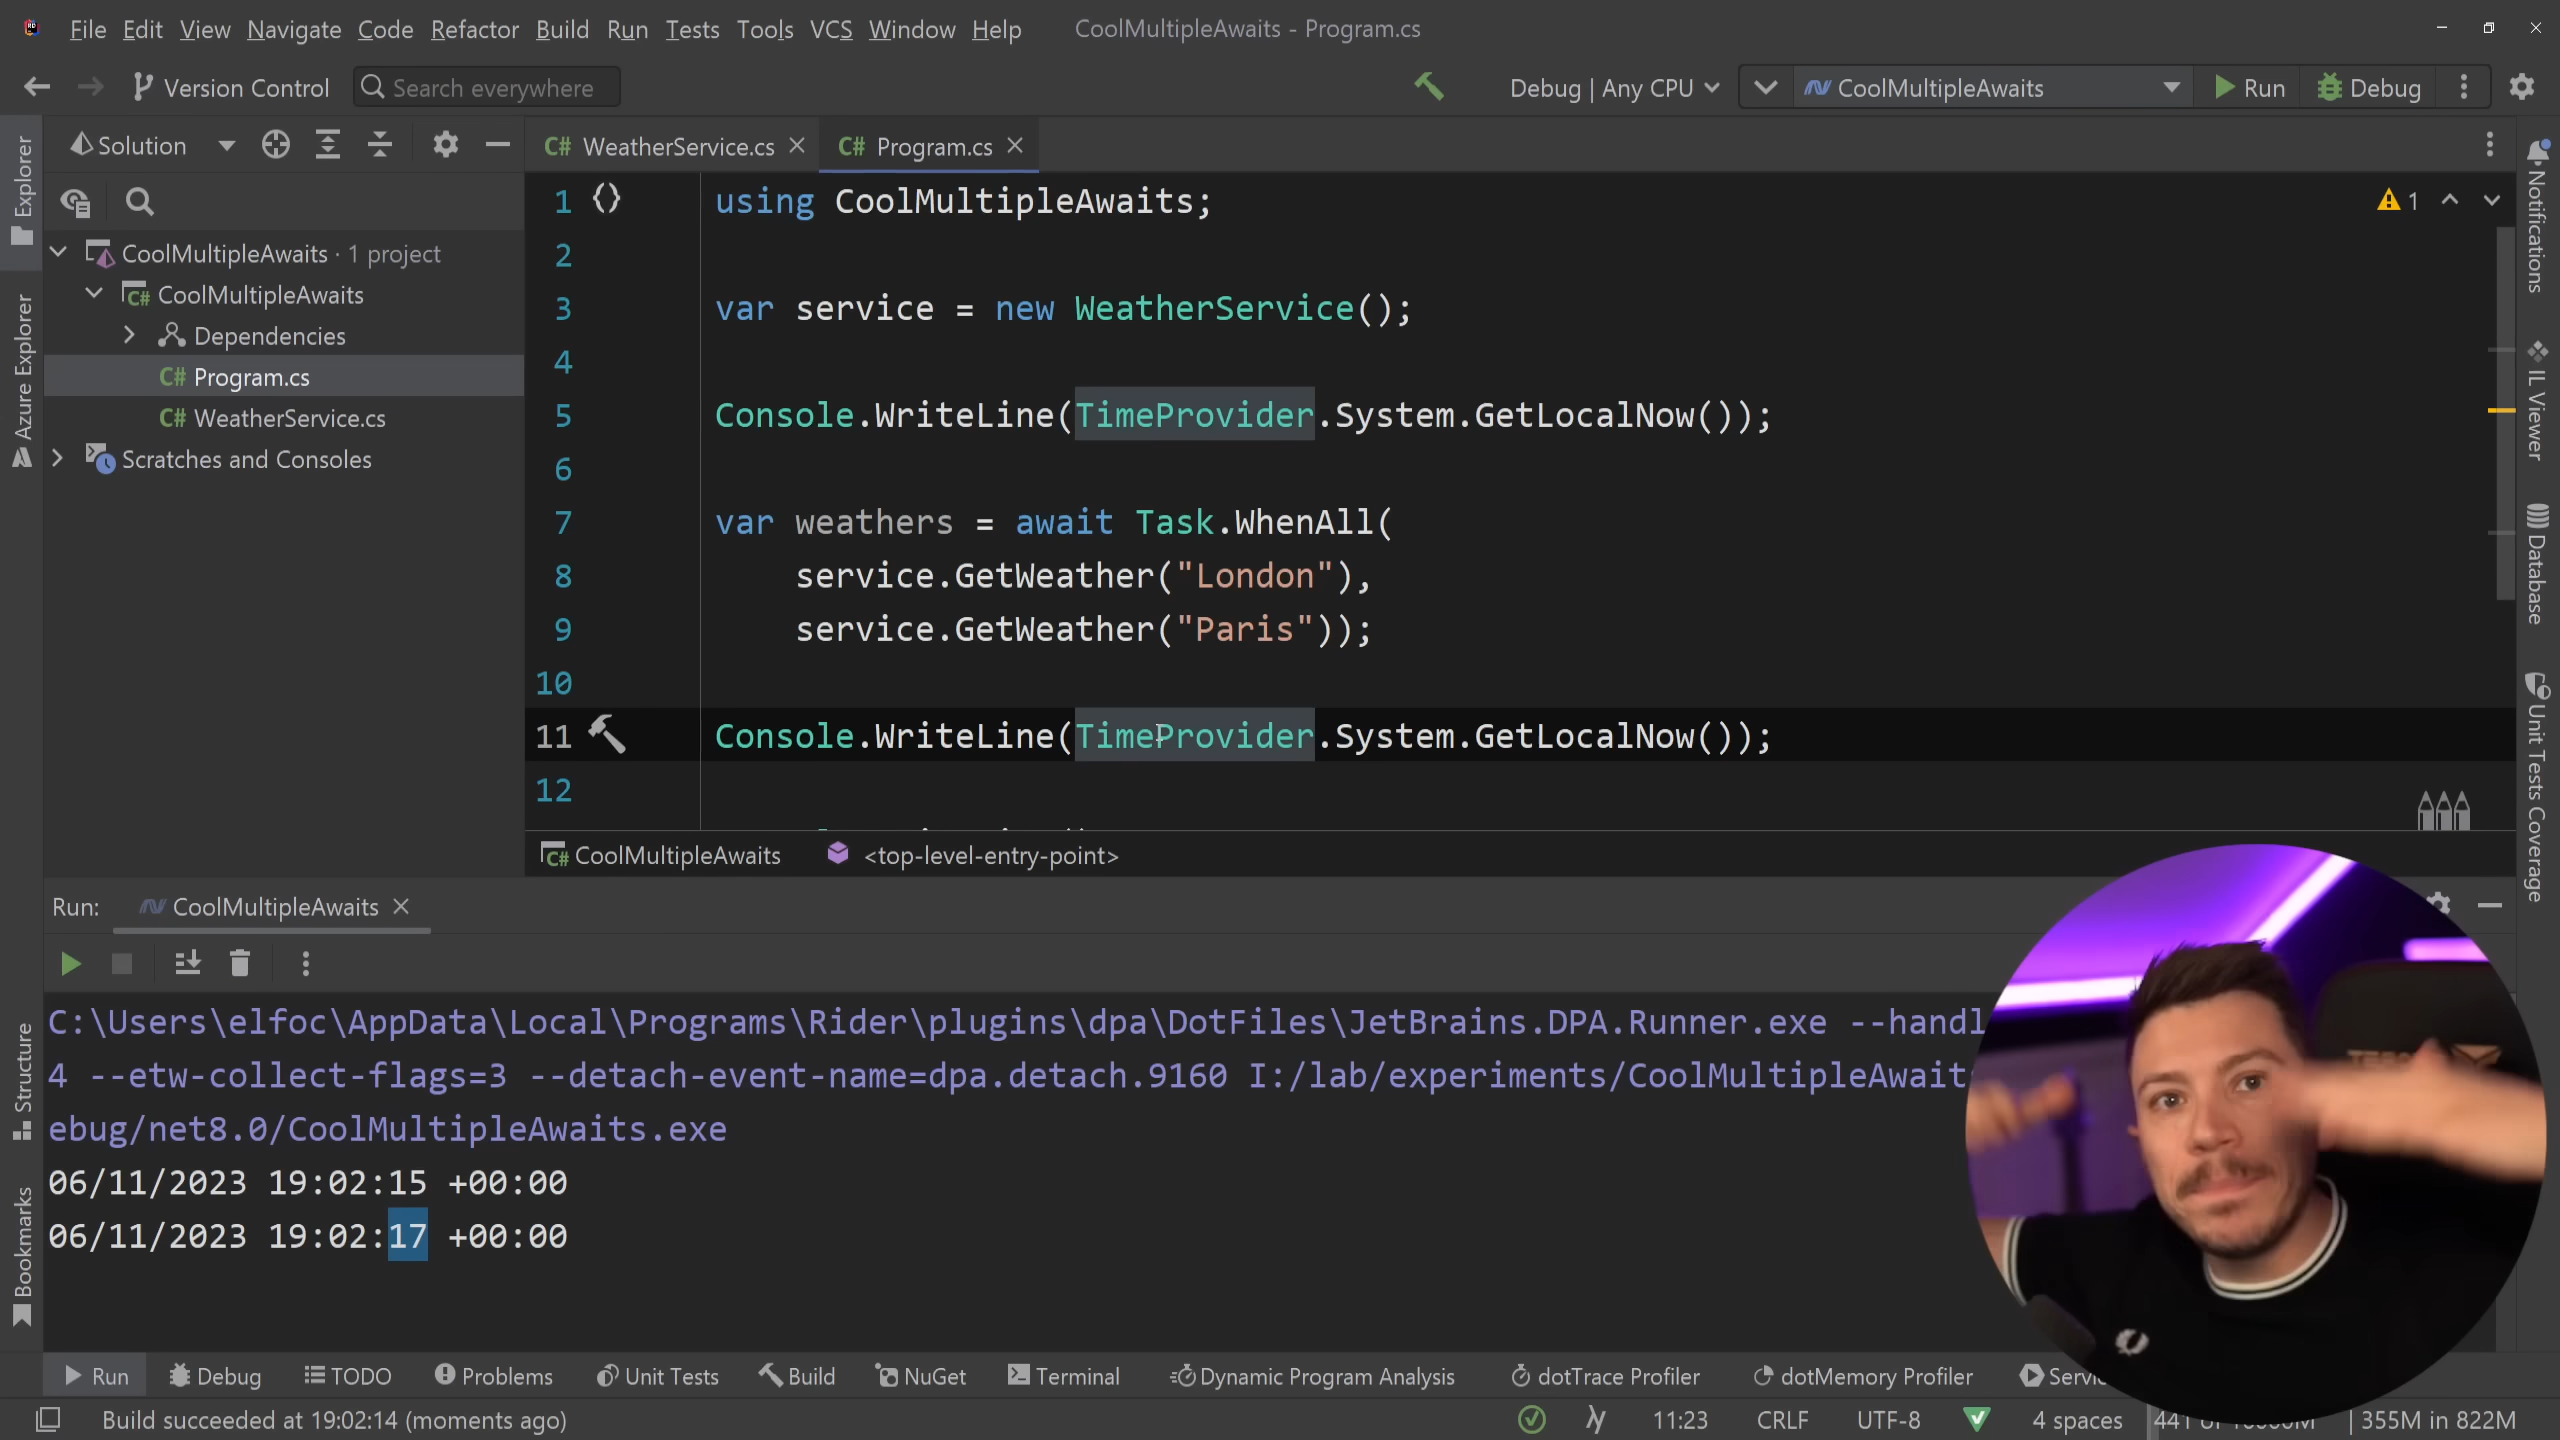 File Edit View Navigate Code Refactor Build Run Tests Tools VCS Window Help CoolMultipleAwaits - Program.cs
Version Control Search everywhere Debug | Any CPU CoolMultipleAwaits Run Debug
Explorer
Azure Explorer
Structure
Bookmarks
Solution
CoolMultipleAwaits · 1 project
C# CoolMultipleAwaits
Dependencies
C# Program.cs
C# WeatherService.cs
Scratches and Consoles
C# WeatherService.cs C# Program.cs
1 using CoolMultipleAwaits;
2
3 var service = new WeatherService();
4
5 Console.WriteLine(TimeProvider.System.GetLocalNow());
6
7 var weathers = await Task.WhenAll(
8 service.GetWeather("London"),
9 service.GetWeather("Paris"));
10
11 Console.WriteLine(TimeProvider.System.GetLocalNow());
12
1
C# CoolMultipleAwaits <top-level-entry-point>
Notifications
IL Viewer
Database
Unit Tests Coverage
Run: CoolMultipleAwaits
C:\Users\elfoc\AppData\Local\Programs\Rider\plugins\dpa\DotFiles\JetBrains.DPA.Runner.exe --handl
4 --etw-collect-flags=3 --detach-event-name=dpa.detach.9160 I:/lab/experiments/CoolMultipleAwaits
ebug/net8.0/CoolMultipleAwaits.exe
06/11/2023 19:02:15 +00:00
06/11/2023 19:02:17 +00:00
Run Debug TODO Problems Unit Tests Build NuGet Terminal Dynamic Program Analysis dotTrace Profiler dotMemory Profiler
Build succeeded at 19:02:14 (moments ago) 11:23 CRLF UTF-8 4 spaces 355M in 822M